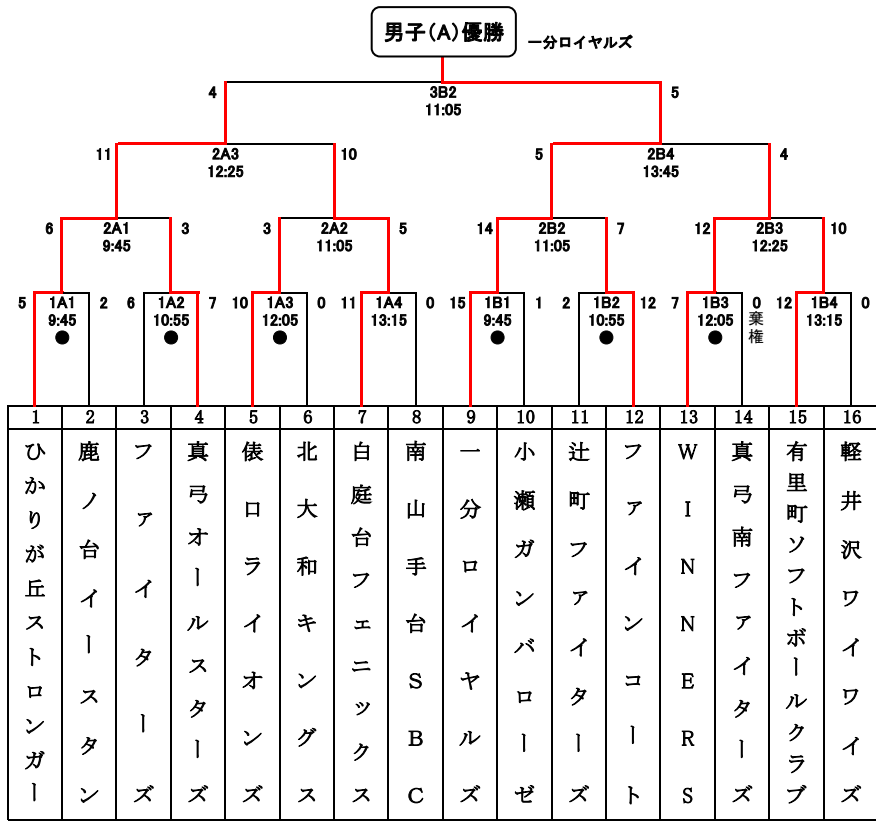 男子(A)優勝
一分ロイヤルズ
4 3B2 5
11:05
11 2A3 10 5 2B4 4
12:25 13:45
6 2A1 3 3 2A2 5 14 2B2 7 12 2B3 10
9:45 11:05 11:05 12:25
5 1A1 2 6 1A2 7 10 1A3 0 11 1A4 0 15 1B1 1 2 1B2 12 7 1B3 0 12 1B4 0
9:45 10:55 12:05 13:15 9:45 10:55 12:05 棄権 13:15
1 2 3 4 5 6 7 8 9 10 11 12 13 14 15 16
ひかりが丘ストロンガー
鹿ノ台イースタン
ファイターズ
真弓オールスターズ
俵口ライオンズ
北大和キングス
白庭台フェニックス
南山手台SBC
一分ロイヤルズ
小瀬ガンバローゼ
辻町ファイターズ
ファインコート
WINNERS
真弓南ファイターズ
有里町ソフトボールクラブ
軽井沢ワイワイズ